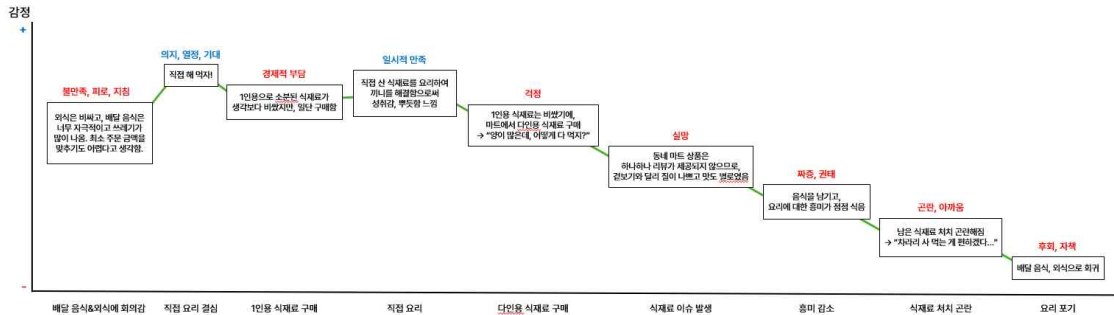 감정
+
의지, 열정, 기대
직접 해 먹자!
불만족, 피로, 지침
외식은 비싸고, 배달 음식은
너무 자극적이고 쓰레기가
많이 나옴. 최소 주문 금액을
맞추기도 어렵다고 생각함.
경제적 부담
1인용으로 소분된 식재료가
생각보다 비쌌지만, 일단 구매함
일시적 만족
직접 산 식재료를 요리하여
끼니를 해결함으로써
성취감, 뿌듯함 느낌
걱정
1인용 식재료는 비쌌기에,
마트에서 다인용 식재료 구매
→ “양이 많은데, 어떻게 다 먹지?”
실망
동네 마트 상품은
하나하나 리뷰가 제공되지 않으므로,
겉보기와 달리 질이 나쁘고 맛도 별로였음
짜증, 권태
음식을 남기고,
요리에 대한 흥미가 점점 식음
곤란, 아까움
남은 식재료 처치 곤란해짐
→ “차라리 사 먹는 게 편하겠다...”
후회, 자책
배달 음식, 외식으로 회귀
-
배달 음식&외식에 회의감
직접 요리 결심
1인용 식재료 구매
직접 요리
다인용 식재료 구매
식재료 이슈 발생
흥미 감소
식재료 처치 곤란
요리 포기